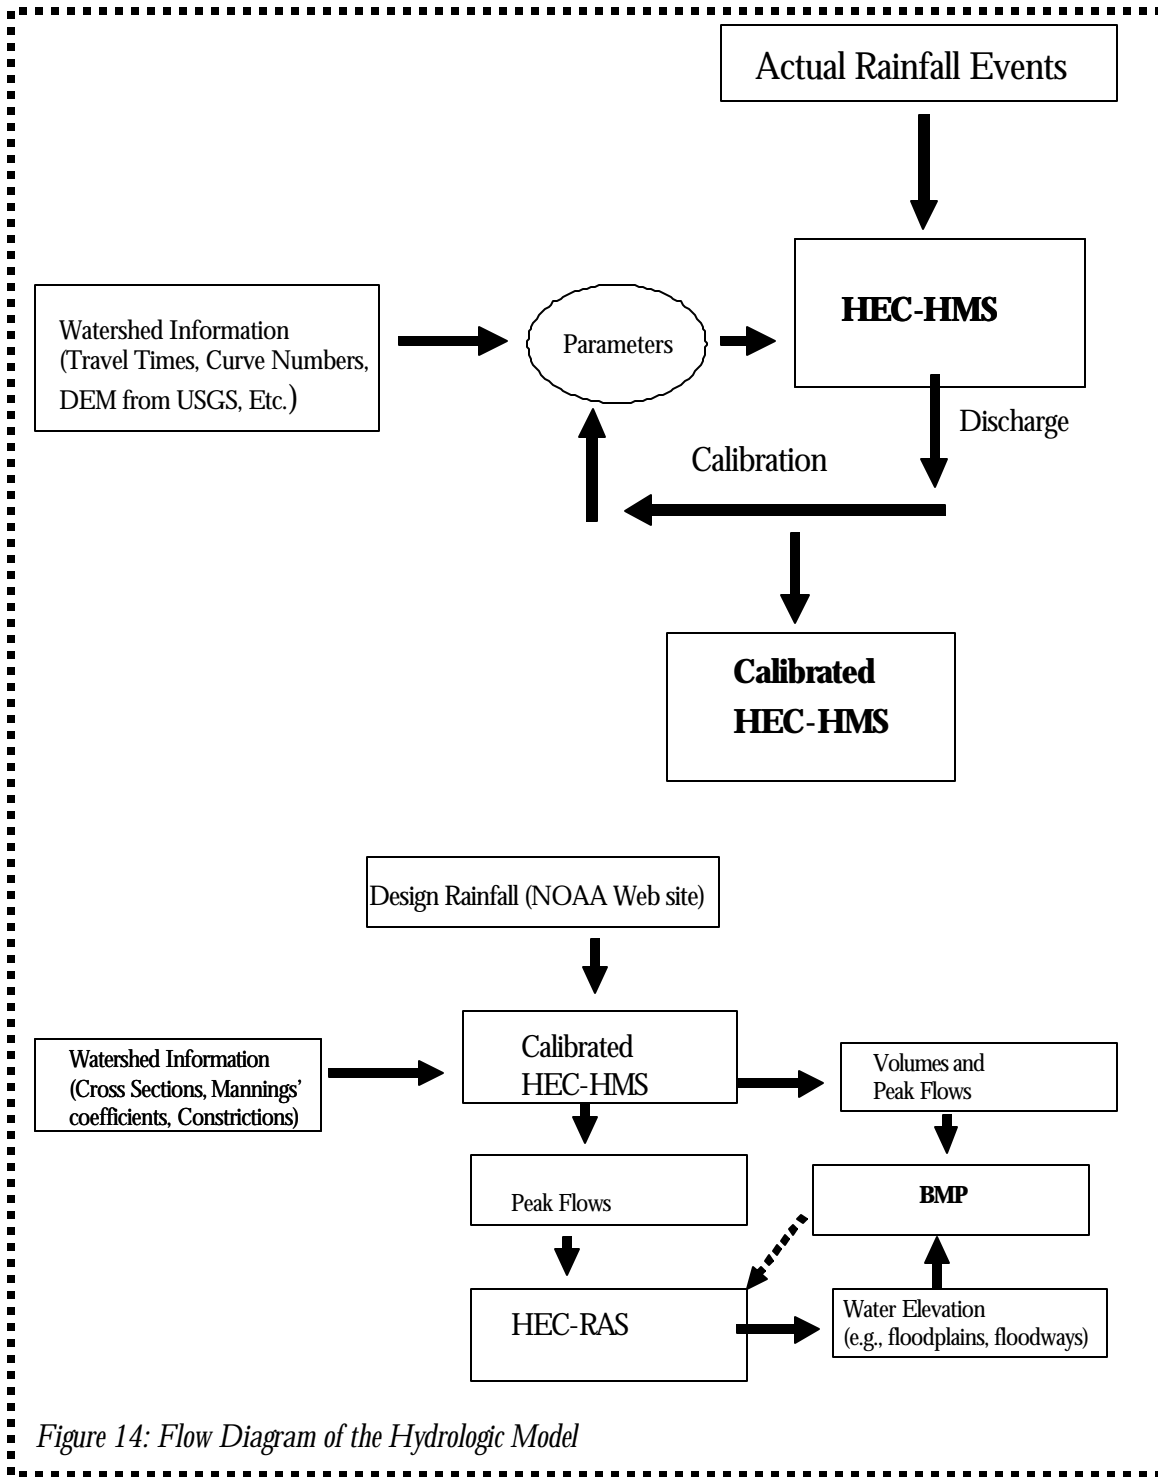 Actual Rainfall Events
HEC-HMS
Watershed Information
(Travel Times, Curve Numbers,
DEM from USGS, Etc.)
Parameters
Discharge
Calibration
Calibrated
HEC-HMS
Design Rainfall (NOAA Web site)
Calibrated
HEC-HMS
Watershed Information
(Cross Sections, Mannings’
coefficients, Constrictions)
Volumes and
Peak Flows
Peak Flows
BMP
HEC-RAS
Water Elevation
(e.g., floodplains, floodways)
Figure 14: Flow Diagram of the Hydrologic Model